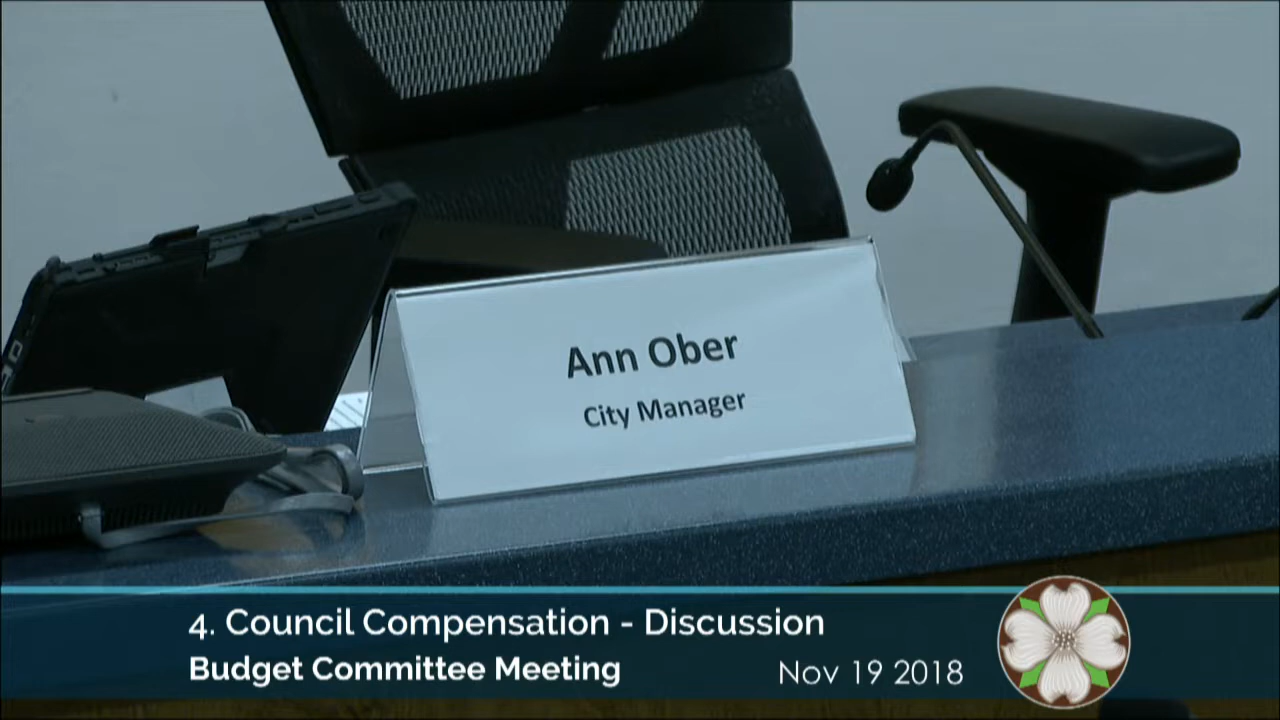 Ann Ober
City Manager
4. Council Compensation - Discussion
Budget Committee Meeting
Nov 19 2018